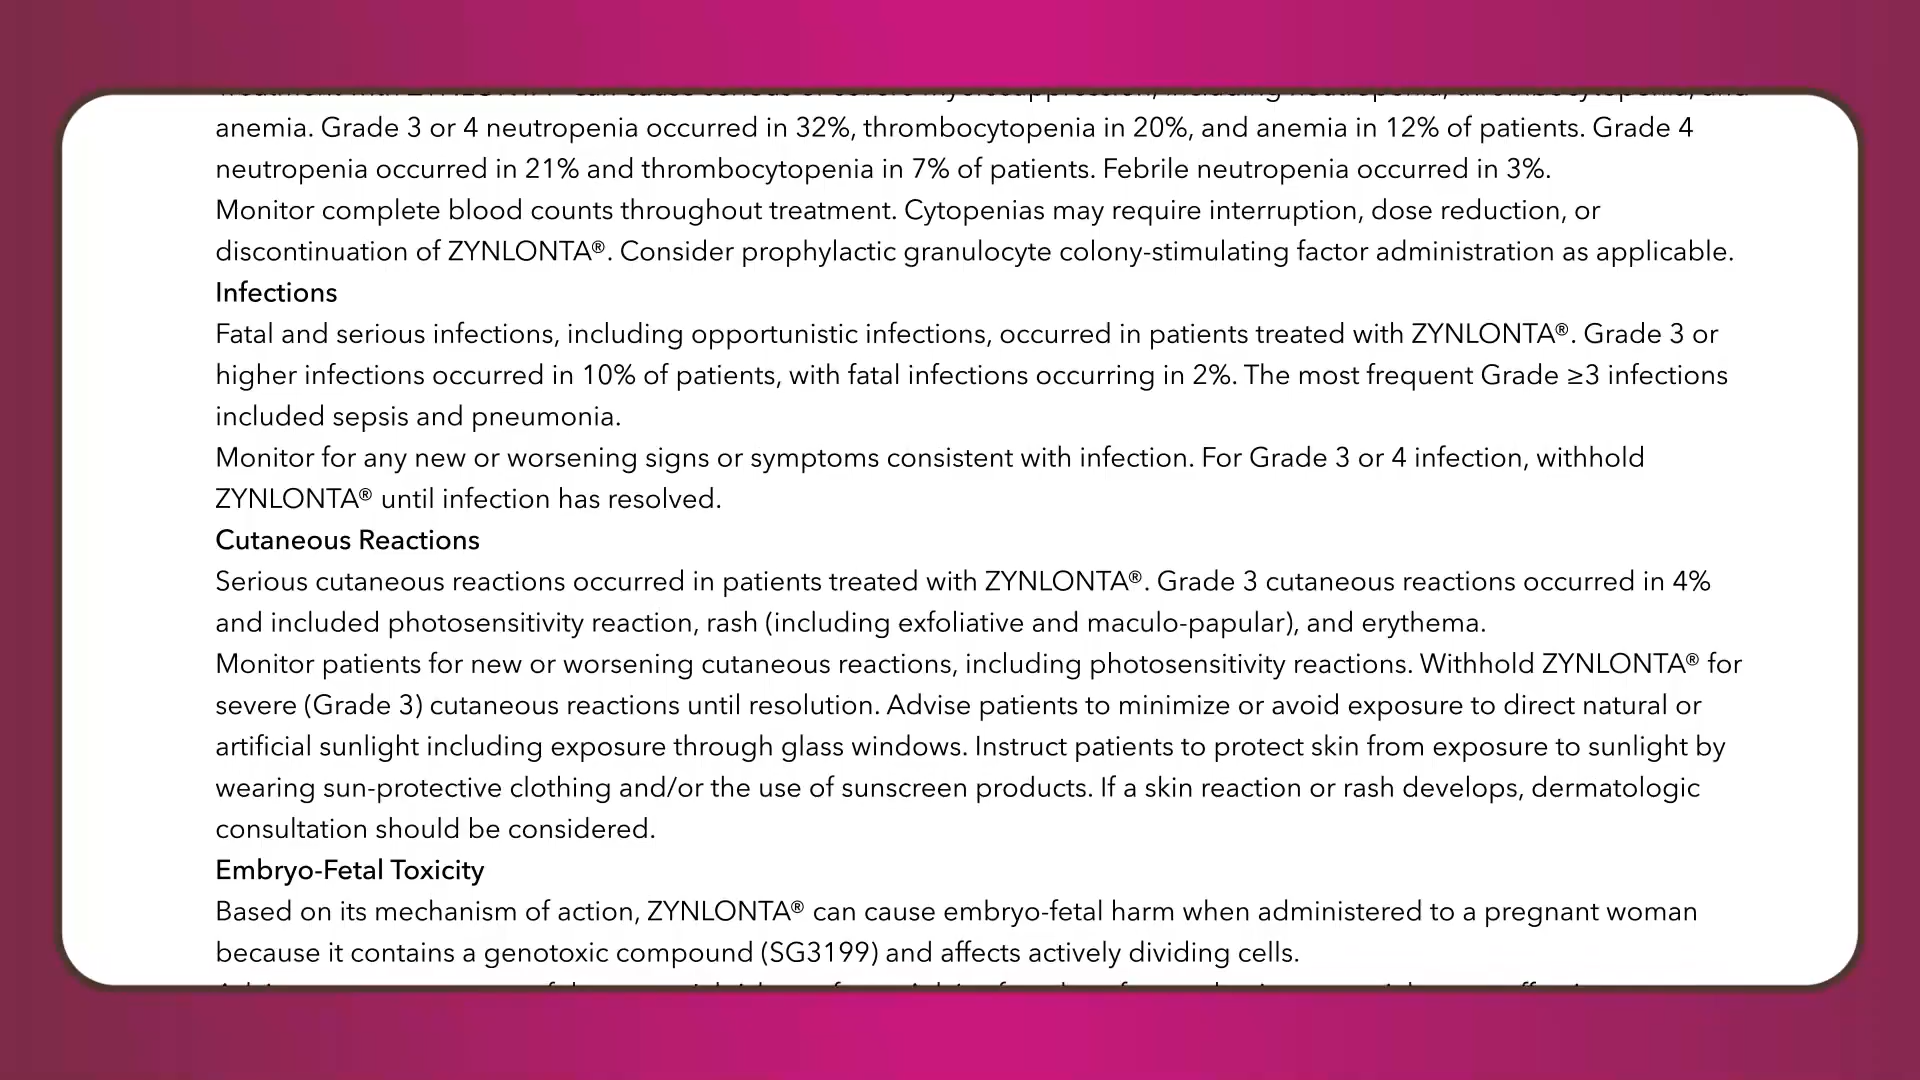 anemia. Grade 3 or 4 neutropenia occurred in 32%, thrombocytopenia in 20%, and anemia in 12% of patients. Grade 4
neutropenia occurred in 21% and thrombocytopenia in 7% of patients. Febrile neutropenia occurred in 3%.
Monitor complete blood counts throughout treatment. Cytopenias may require interruption, dose reduction, or
discontinuation of ZYNLONTA®. Consider prophylactic granulocyte colony-stimulating factor administration as applicable.
Infections
Fatal and serious infections, including opportunistic infections, occurred in patients treated with ZYNLONTA®. Grade 3 or
higher infections occurred in 10% of patients, with fatal infections occurring in 2%. The most frequent Grade ≥3 infections
included sepsis and pneumonia.
Monitor for any new or worsening signs or symptoms consistent with infection. For Grade 3 or 4 infection, withhold
ZYNLONTA® until infection has resolved.
Cutaneous Reactions
Serious cutaneous reactions occurred in patients treated with ZYNLONTA®. Grade 3 cutaneous reactions occurred in 4%
and included photosensitivity reaction, rash (including exfoliative and maculo-papular), and erythema.
Monitor patients for new or worsening cutaneous reactions, including photosensitivity reactions. Withhold ZYNLONTA® for
severe (Grade 3) cutaneous reactions until resolution. Advise patients to minimize or avoid exposure to direct natural or
artificial sunlight including exposure through glass windows. Instruct patients to protect skin from exposure to sunlight by
wearing sun-protective clothing and/or the use of sunscreen products. If a skin reaction or rash develops, dermatologic
consultation should be considered.
Embryo-Fetal Toxicity
Based on its mechanism of action, ZYNLONTA® can cause embryo-fetal harm when administered to a pregnant woman
because it contains a genotoxic compound (SG3199) and affects actively dividing cells.